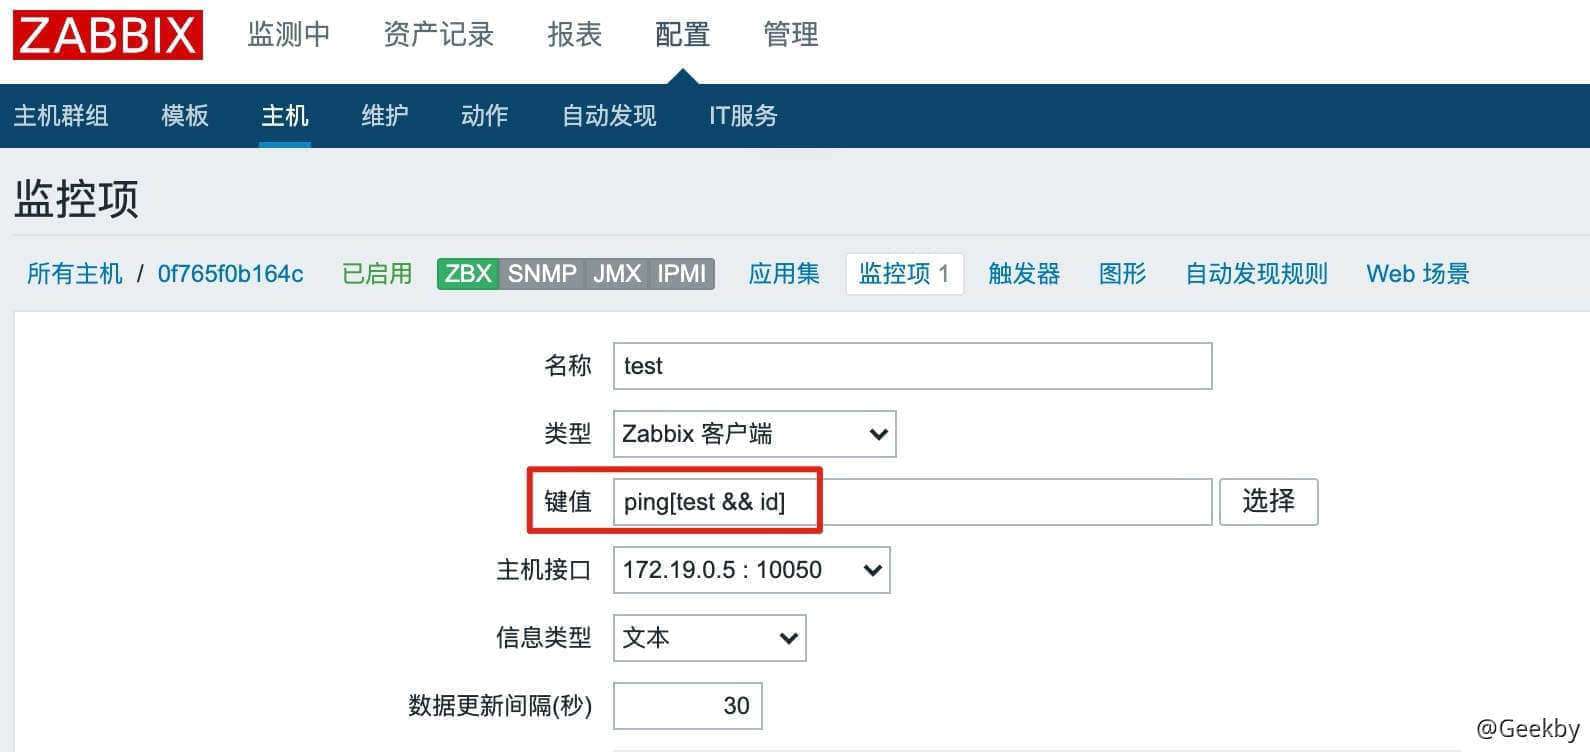 ZABBIX 监测中 资产记录 报表 配置 管理
主机群组 模板 主机 维护 动作 自动发现 IT服务
监控项
所有主机 / 0f765f0b164c 已启用 ZBX SNMP JMX IPMI 应用集 监控项 1 触发器 图形 自动发现规则 Web 场景
名称 test
类型 Zabbix 客户端
键值 ping[test && id] 选择
主机接口 172.19.0.5 : 10050
信息类型 文本
数据更新间隔(秒) 30
@Geekby